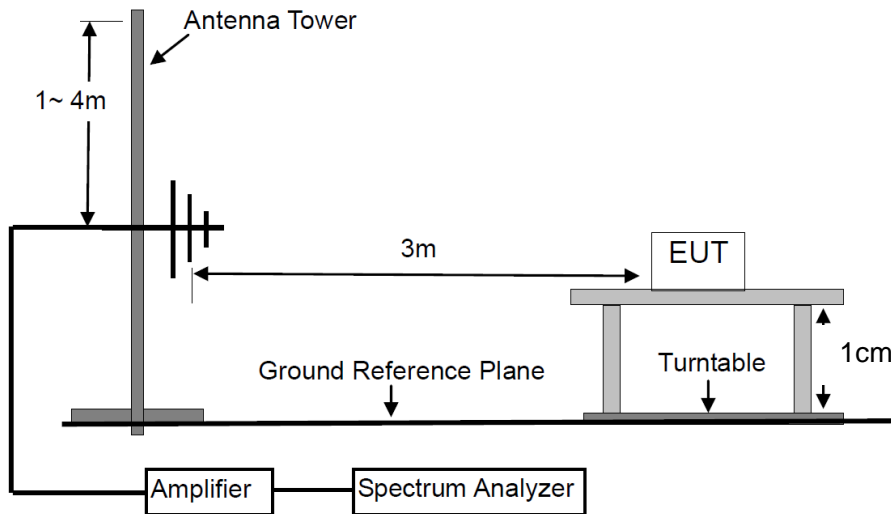 Antenna Tower
1~ 4m
3m
EUT
1cm
Ground Reference Plane
Turntable
Amplifier
Spectrum Analyzer